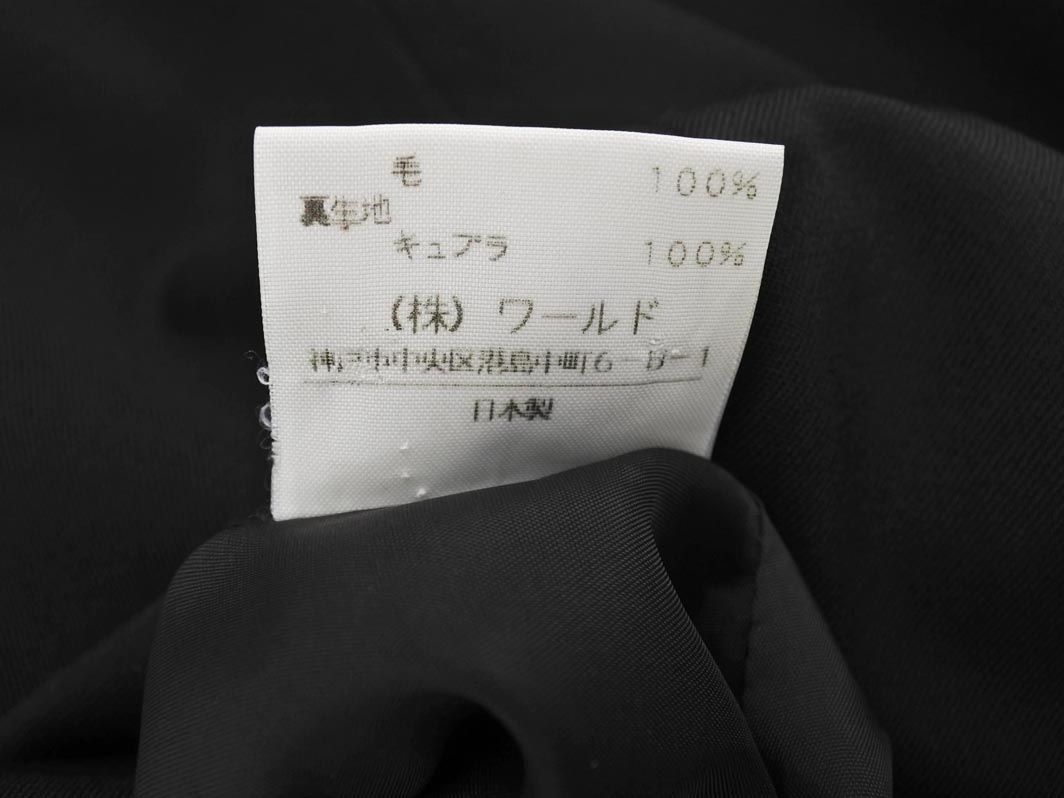 毛 100%
裏生地
キュプラ 100%
(株) ワールド
神戸市中央区港島中町6-8-1
日本製